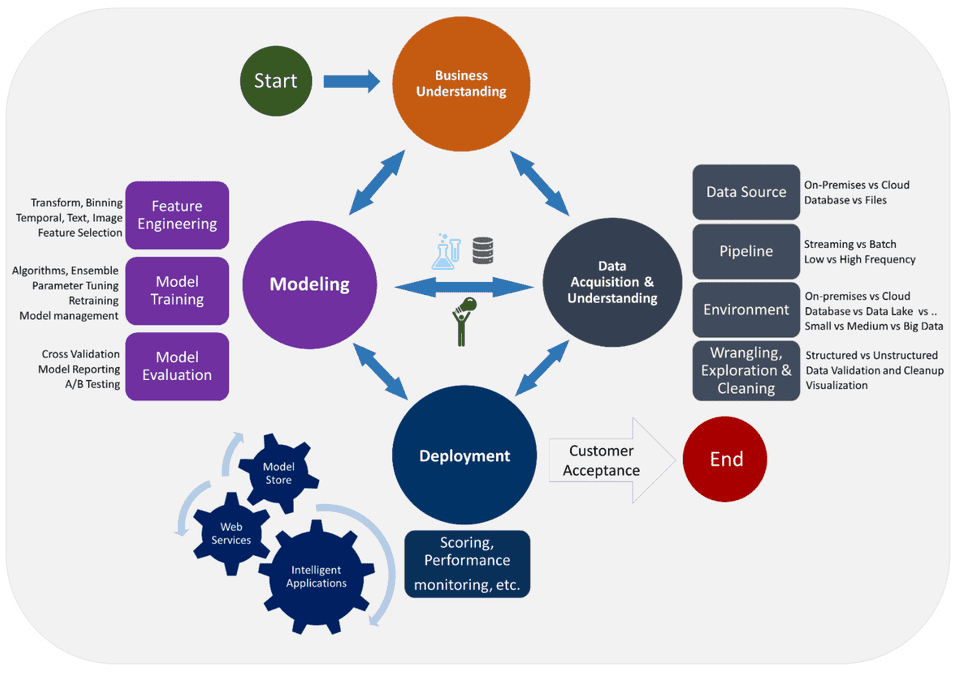 Start
Business
Understanding
Transform, Binning
Temporal, Text, Image
Feature Selection
Feature
Engineering
Algorithms, Ensemble
Parameter Tuning
Retraining
Model management
Model
Training
Cross Validation
Model Reporting
A/B Testing
Model
Evaluation
Modeling
Data
Acquisition &
Understanding
Data Source
On-Premises vs Cloud
Database vs Files
Pipeline
Streaming vs Batch
Low vs High Frequency
Environment
On-premises vs Cloud
Database vs Data Lake vs ..
Small vs Medium vs Big Data
Wrangling,
Exploration &
Cleaning
Structured vs Unstructured
Data Validation and Cleanup
Visualization
Deployment
Customer
Acceptance
End
Model
Store
Web
Services
Intelligent
Applications
Scoring,
Performance
monitoring, etc.